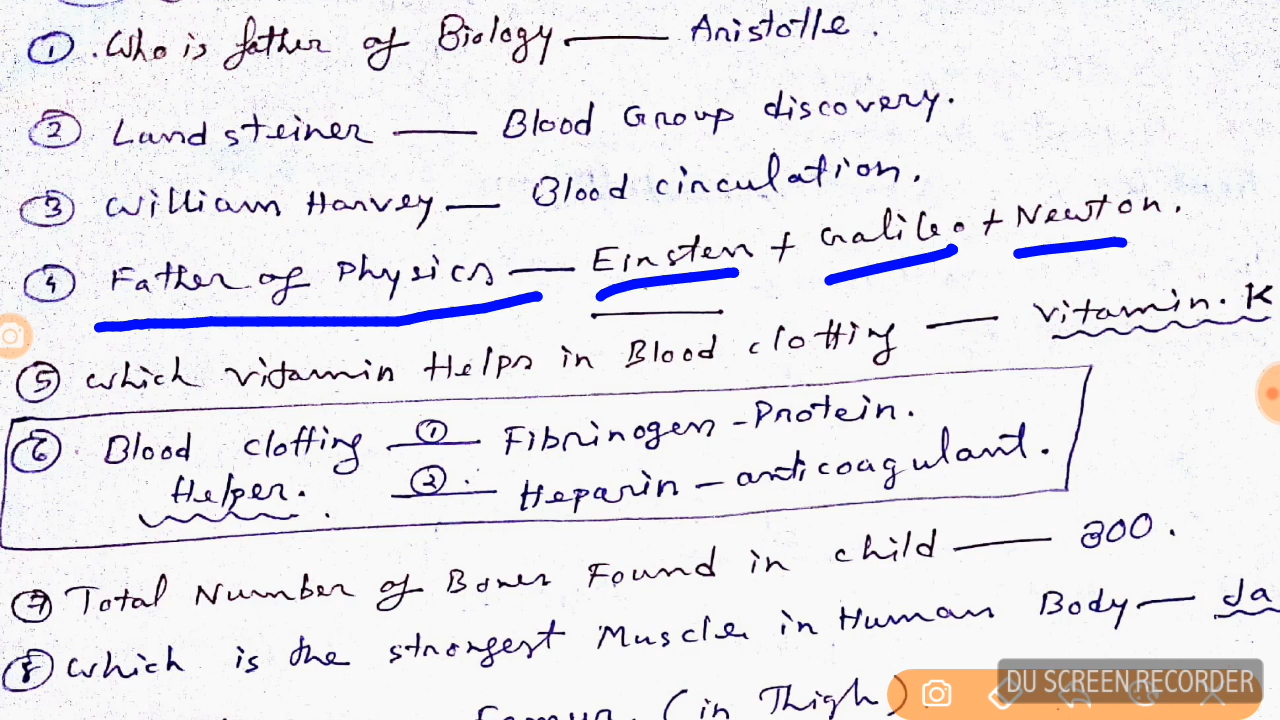 ① . Who is father of Biology — Aristotle .
② Landsteiner — Blood Group discovery.
③ William Harvey — Blood circulation.
④ Father of Physics — Einsten + Galileo + Newton.
⑤ which vitamin Helps in Blood clotting — vitamin. K
⑥ Blood clotting ① Fibrinogen - Protein.
Helper. ② . Heparin - anticoagulant.
⑦ Total Number of Bones Found in child — 300 .
⑧ which is the strongest Muscle in Human Body — Ja
Femur. (in Thigh)
DU SCREEN RECORDER